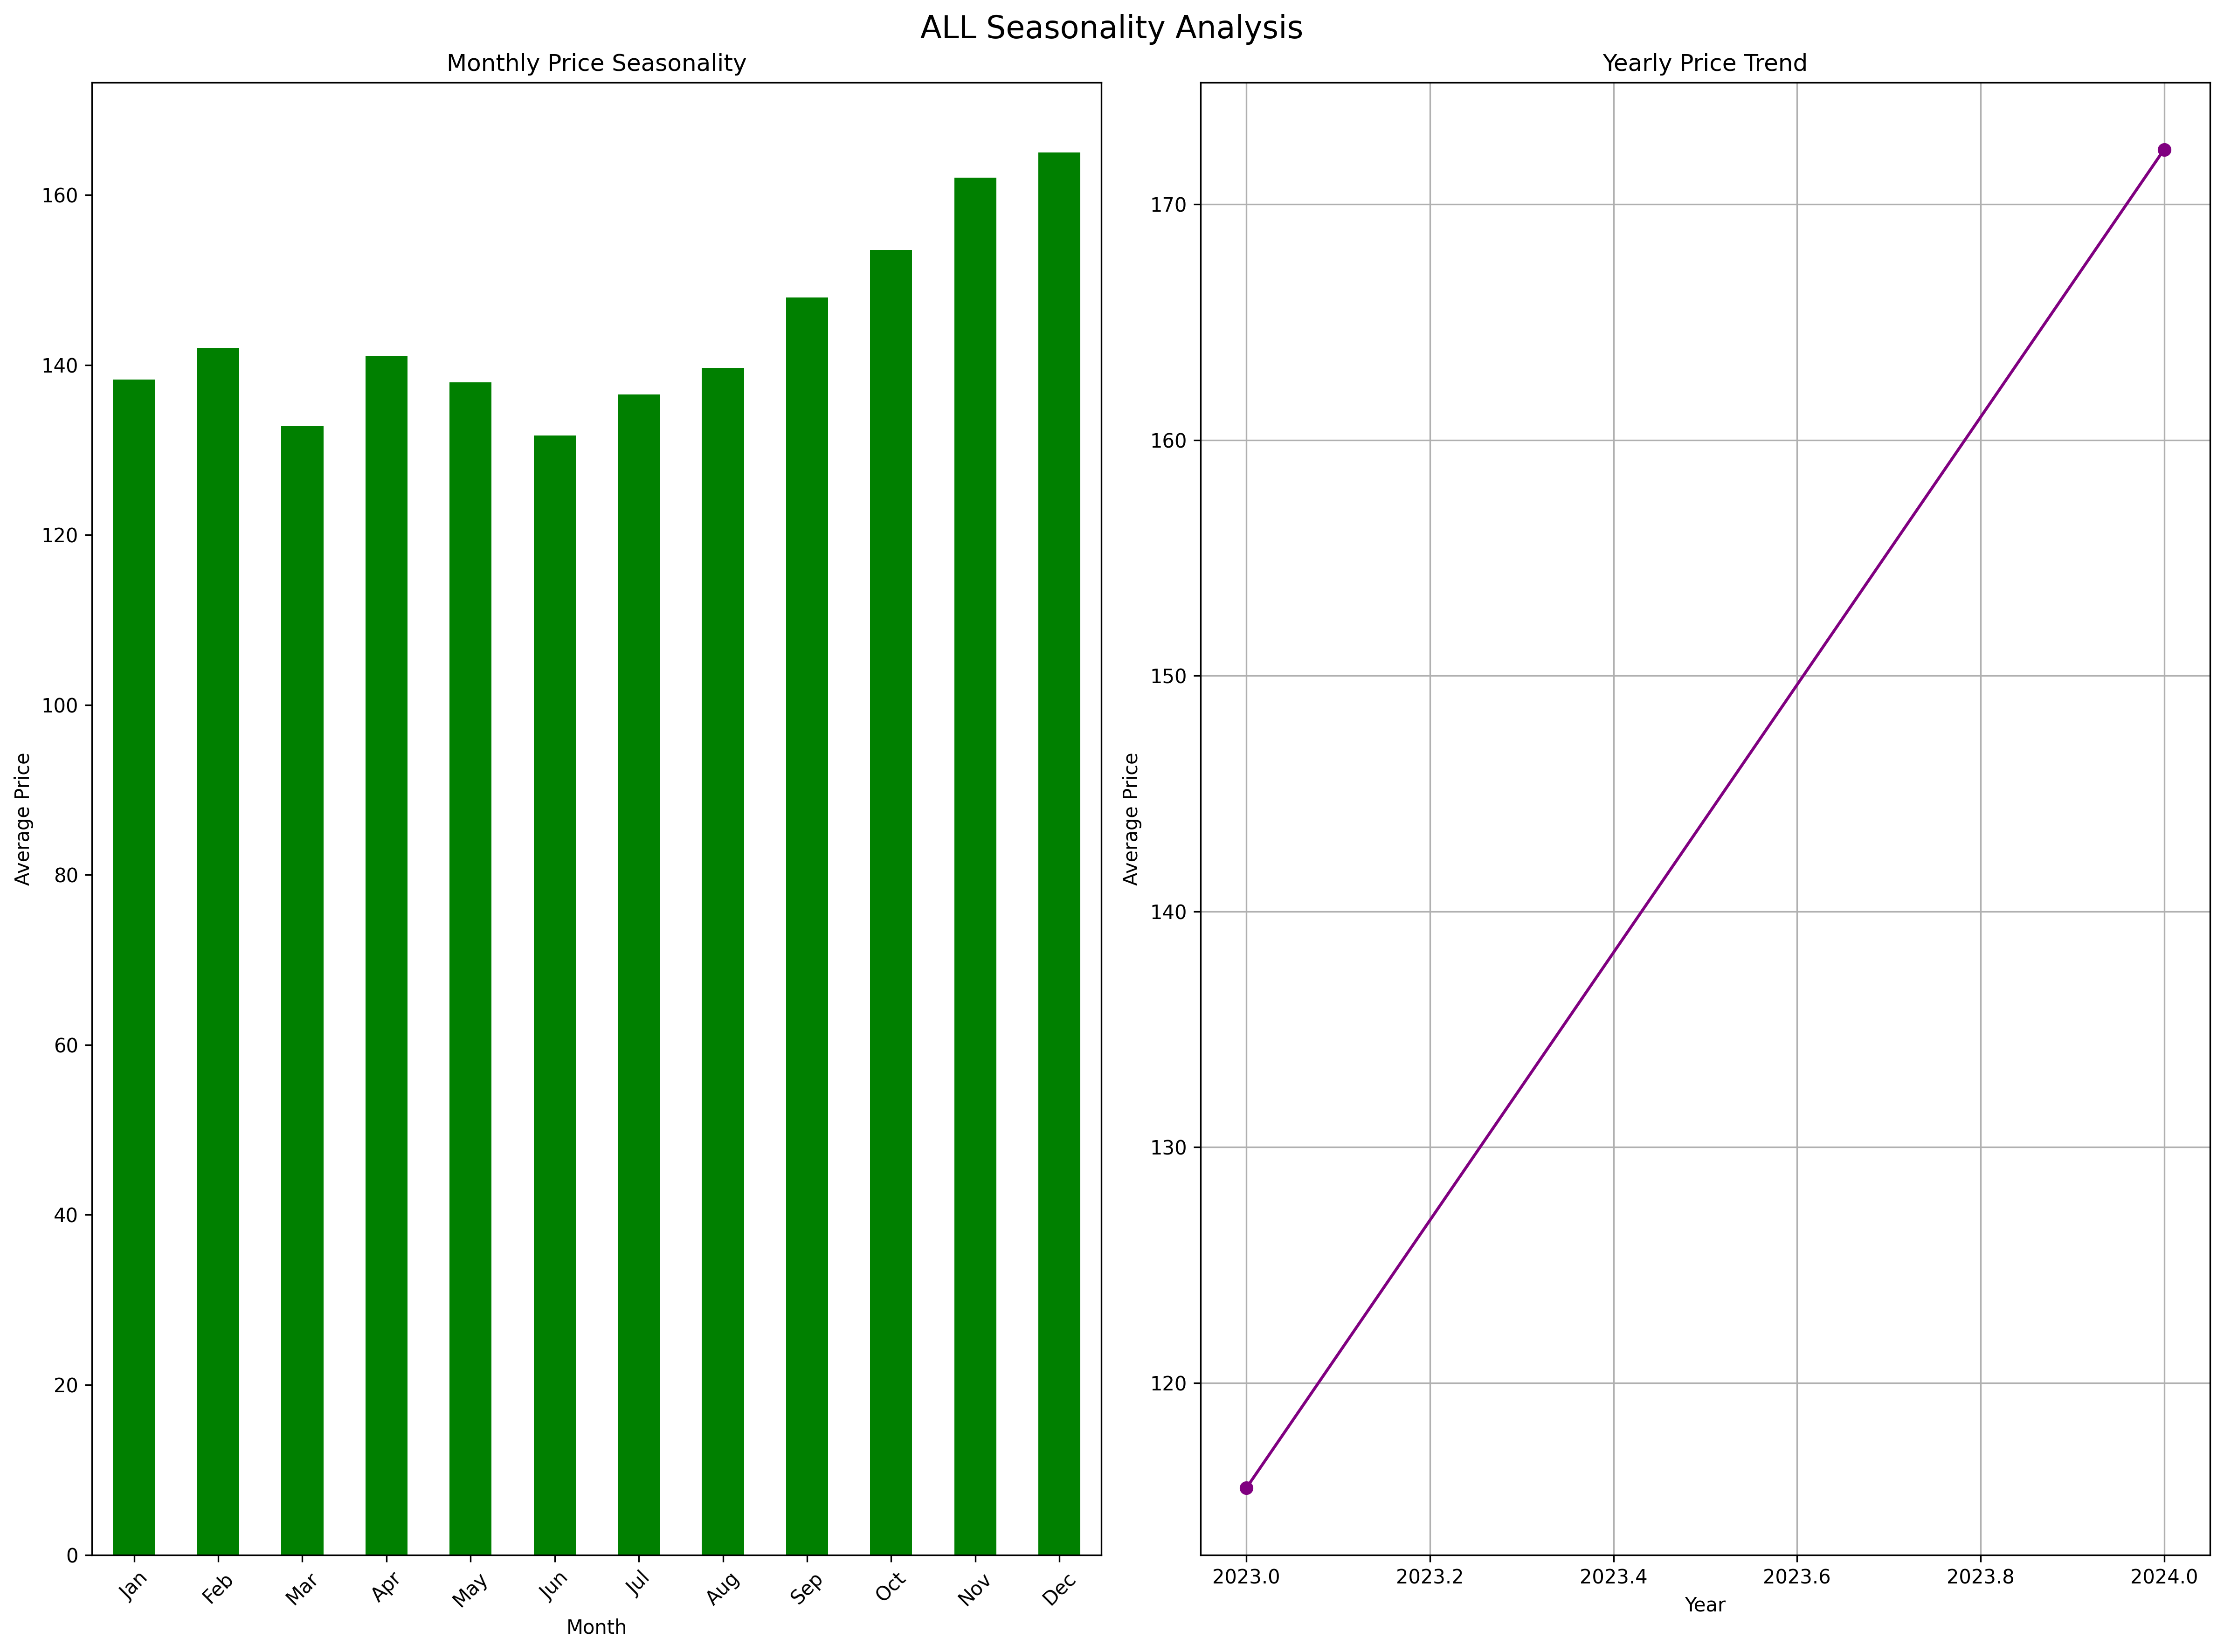 ALL Seasonality Analysis
Monthly Price Seasonality
Average Price
160
140
120
100
80
60
40
20
0
Jan Feb Mar Apr May Jun Jul Aug Sep Oct Nov Dec
Month
Yearly Price Trend
Average Price
170
160
150
140
130
120
2023.0 2023.2 2023.4 2023.6 2023.8 2024.0
Year